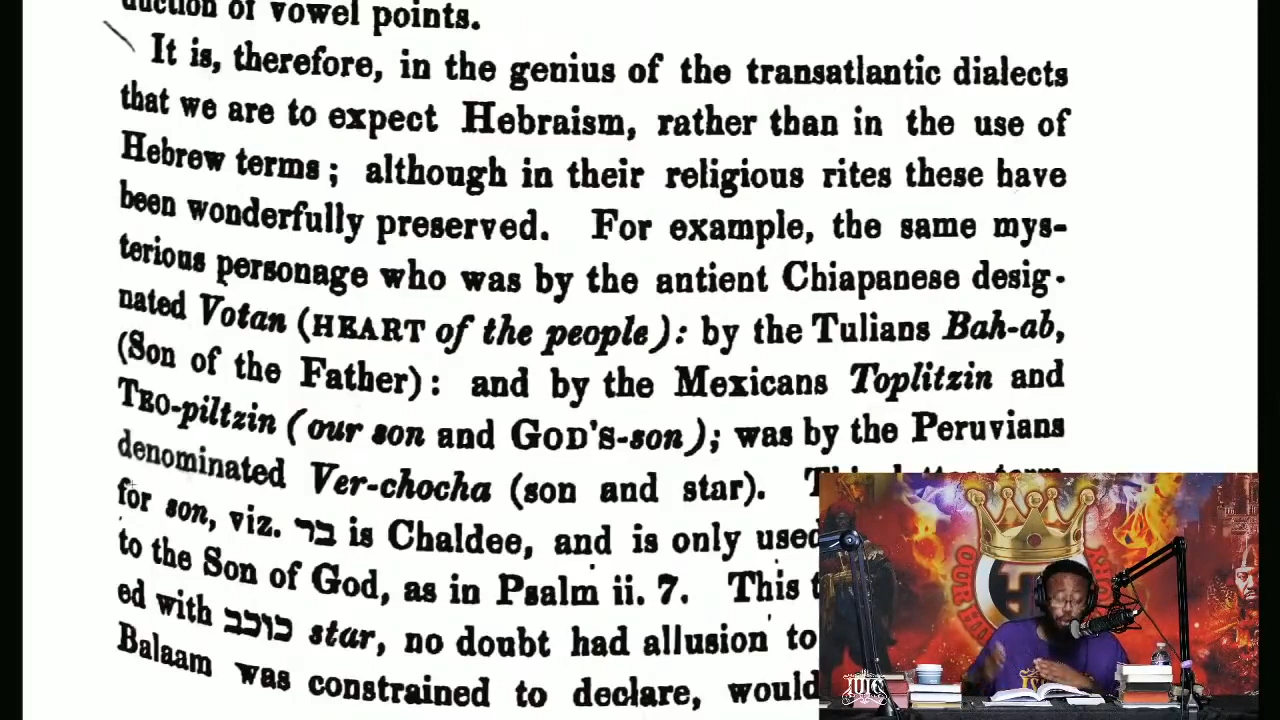 duction of vowel points.
It is, therefore, in the genius of the transatlantic dialects
that we are to expect Hebraism, rather than in the use of
Hebrew terms; although in their religious rites these have
been wonderfully preserved. For example, the same mys-
terious personage who was by the antient Chiapanese desig-
nated Votan (HEART of the people): by the Tulians Bah-ab,
(Son of the Father): and by the Mexicans Toplitzin and
TEO-piltzin (our son and GOD'S-son); was by the Peruvians
denominated Ver-chocha (son and star). This latter term
for son, viz. בר is Chaldee, and is only used
to the Son of God, as in Psalm ii. 7. This
ed with כוכב star, no doubt had allusion to
Balaam was constrained to declare, would
OUR
IUIC